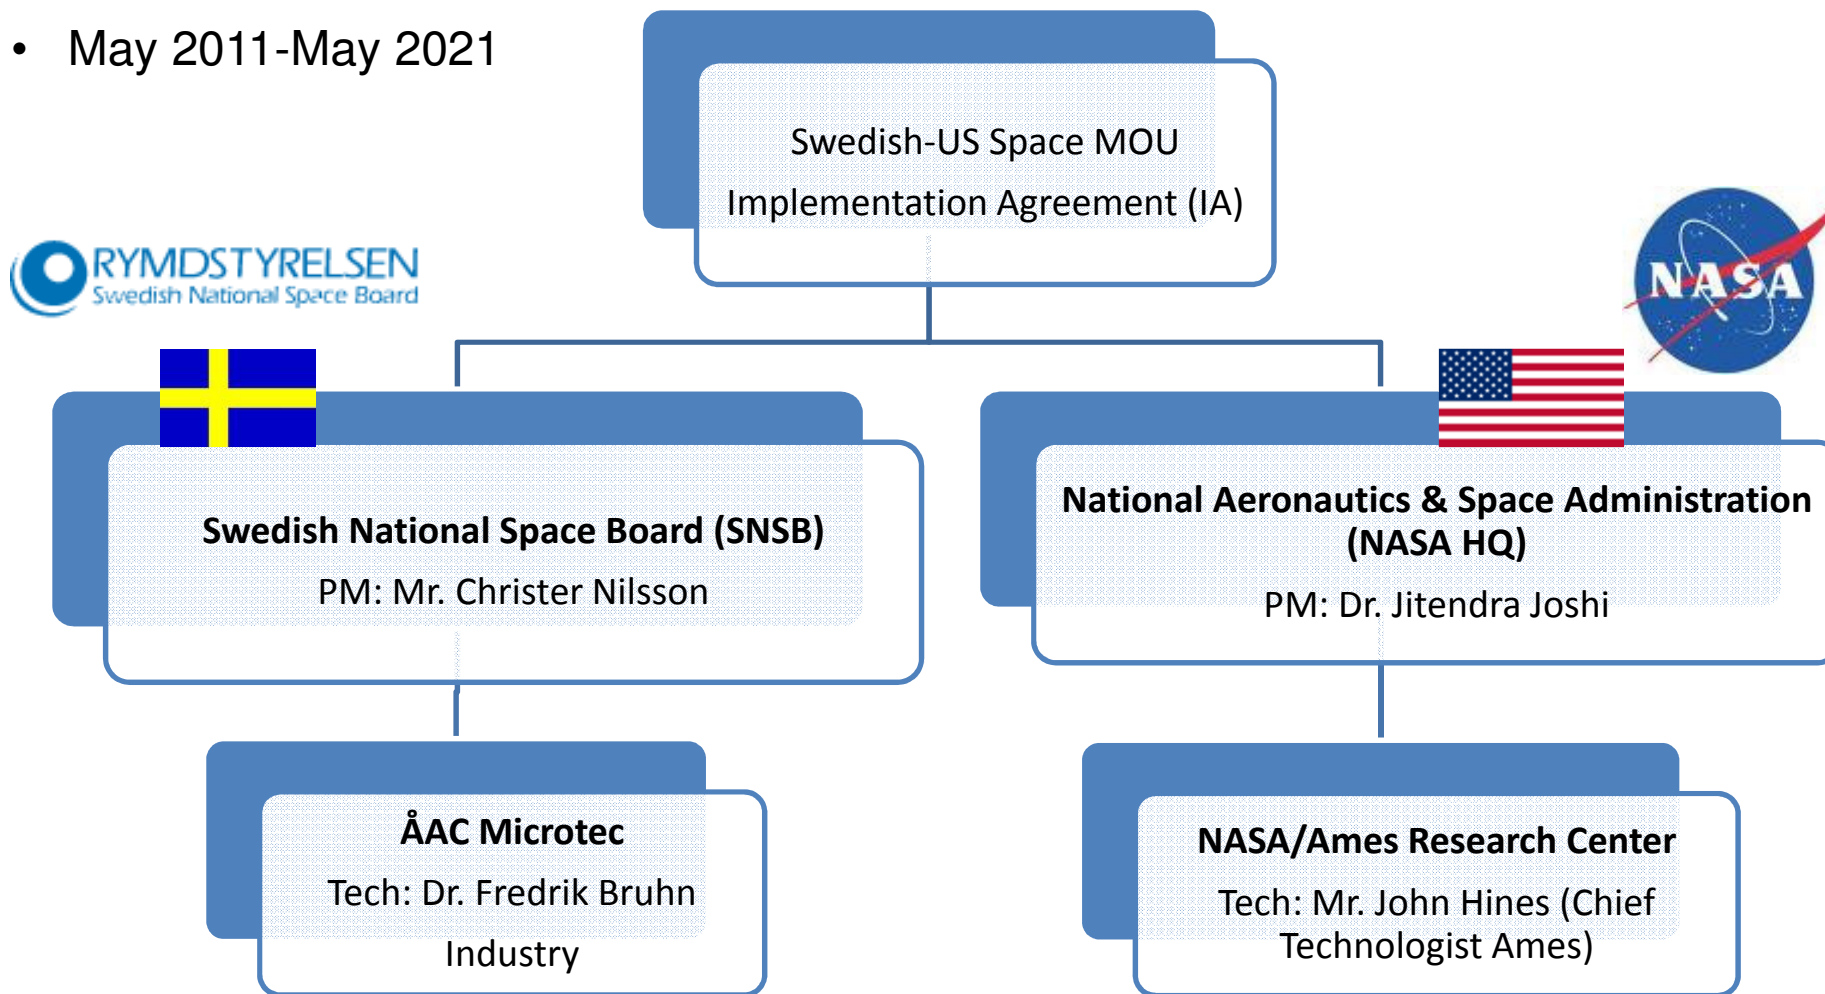 • May 2011-May 2021
Swedish-US Space MOU
Implementation Agreement (IA)
RYMDSTYRELSEN
Swedish National Space Board
NASA
Swedish National Space Board (SNSB)
PM: Mr. Christer Nilsson
National Aeronautics & Space Administration
(NASA HQ)
PM: Dr. Jitendra Joshi
ÅAC Microtec
Tech: Dr. Fredrik Bruhn
Industry
NASA/Ames Research Center
Tech: Mr. John Hines (Chief
Technologist Ames)